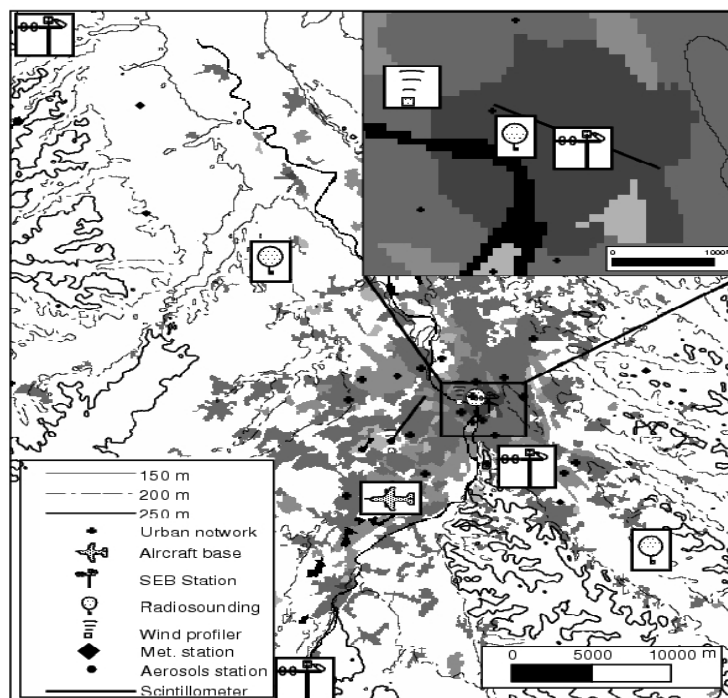 0 1000
150 m
200 m
250 m
Urban notwork
Aircraft base
SEB Station
Radiosounding
Wind profiler
Met. station
Aerosols station
Scintillometer
0 5000 10000 m